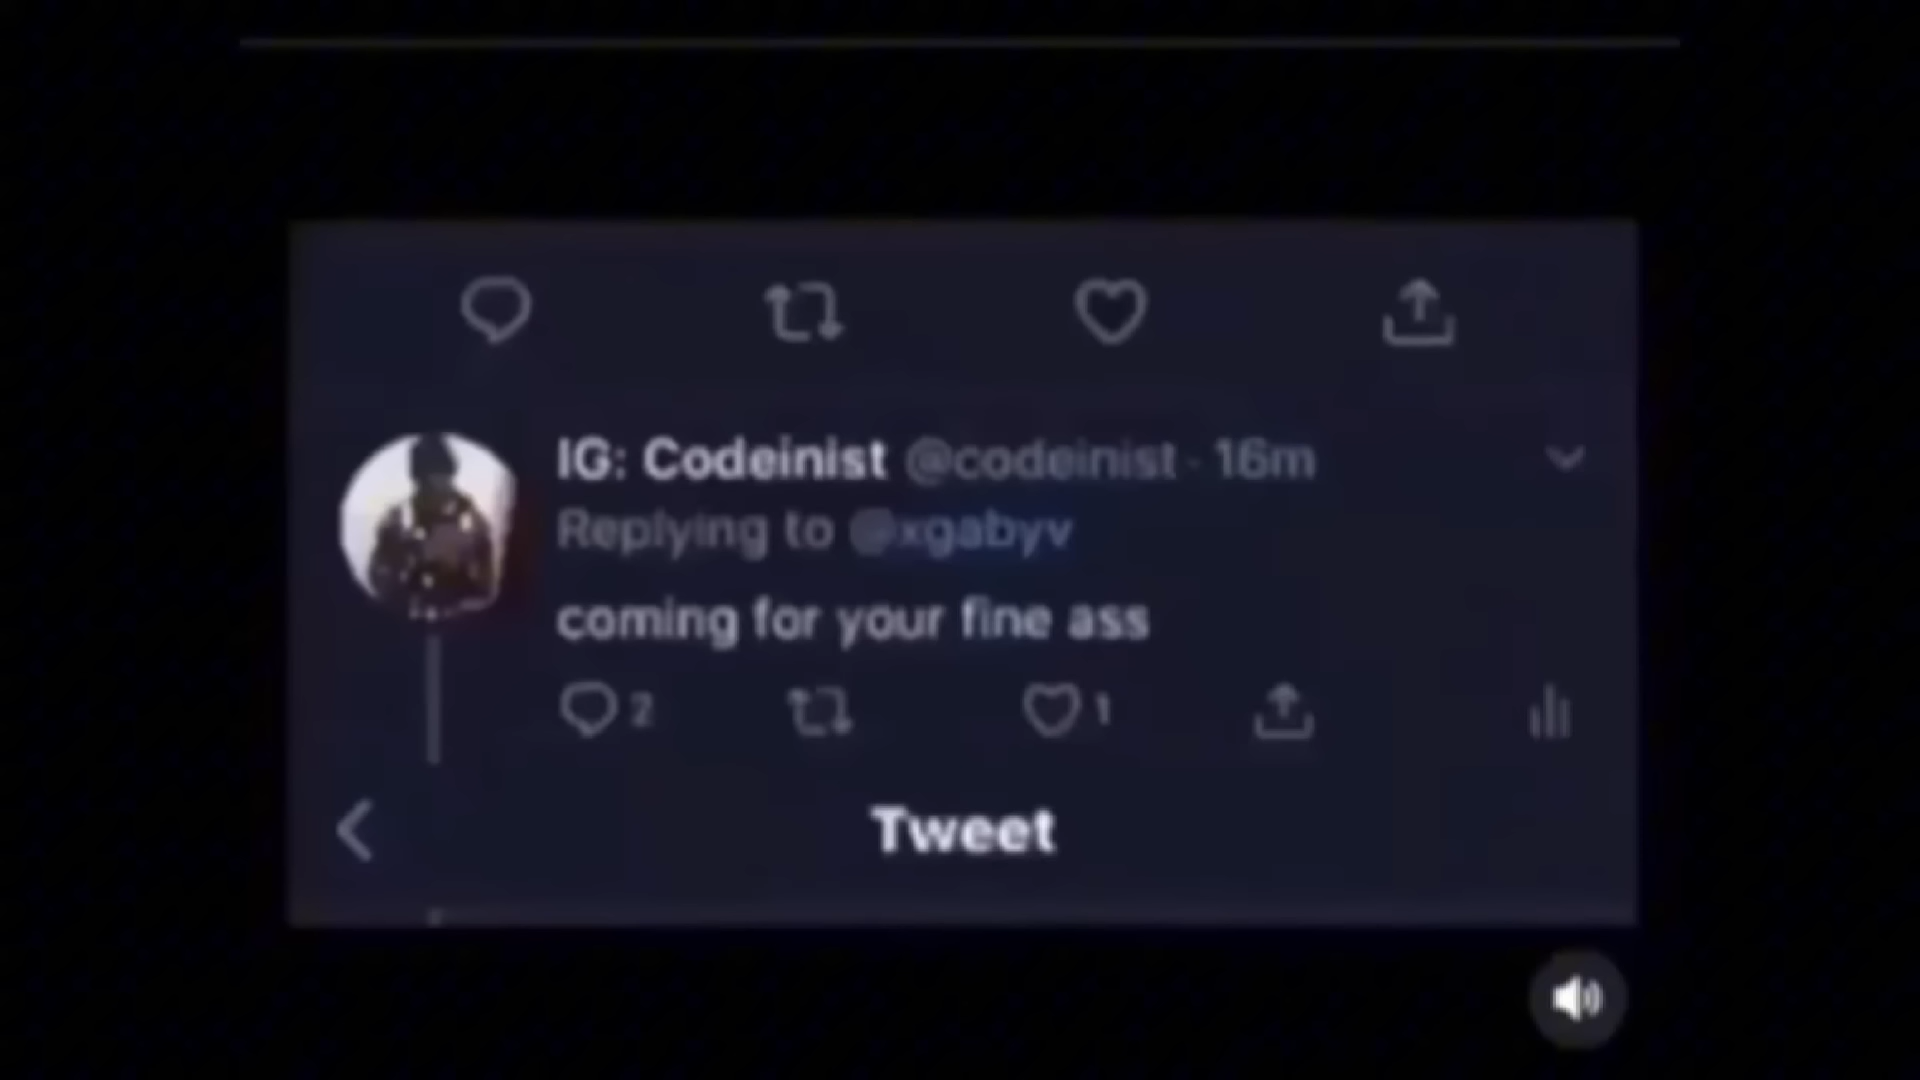 IG: Codeinist @codeinist · 16m
Replying to @xgabyv
coming for your fine ass
2 1
Tweet